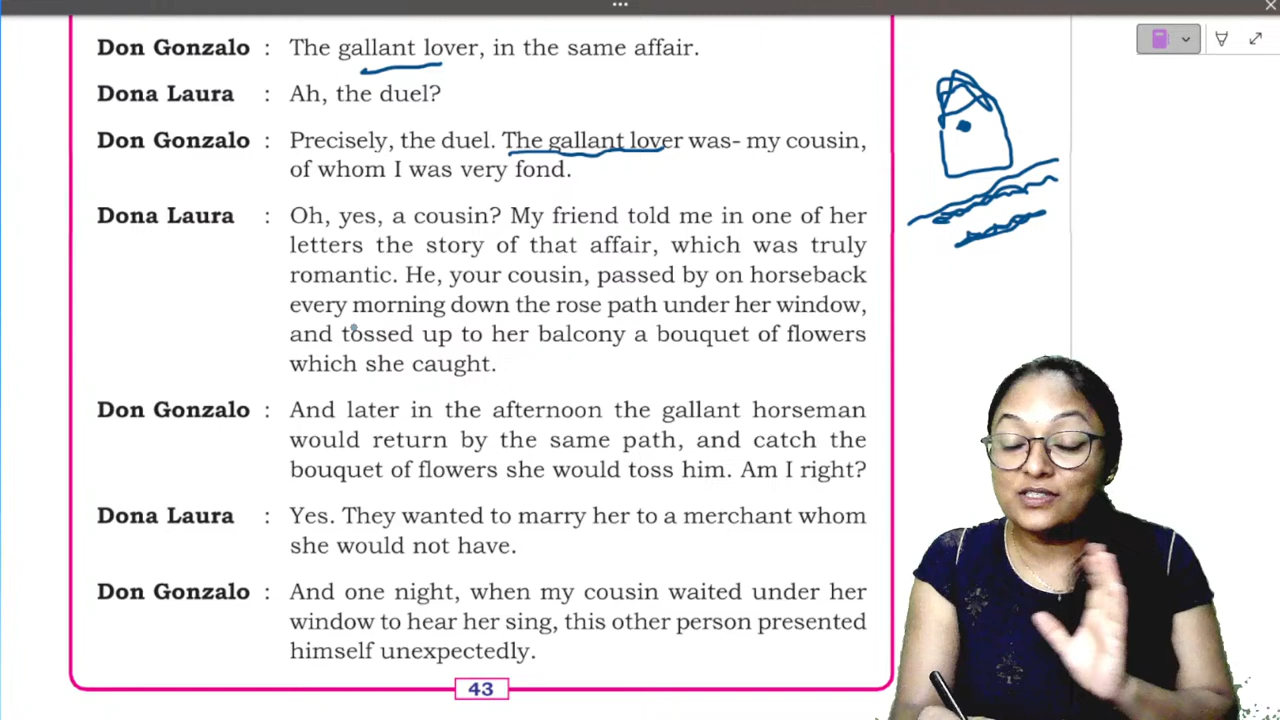 Don Gonzalo : The gallant lover, in the same affair.
Dona Laura : Ah, the duel?
Don Gonzalo : Precisely, the duel. The gallant lover was- my cousin,
of whom I was very fond.
Dona Laura : Oh, yes, a cousin? My friend told me in one of her
letters the story of that affair, which was truly
romantic. He, your cousin, passed by on horseback
every morning down the rose path under her window,
and tossed up to her balcony a bouquet of flowers
which she caught.
Don Gonzalo : And later in the afternoon the gallant horseman
would return by the same path, and catch the
bouquet of flowers she would toss him. Am I right?
Dona Laura : Yes. They wanted to marry her to a merchant whom
she would not have.
Don Gonzalo : And one night, when my cousin waited under her
window to hear her sing, this other person presented
himself unexpectedly.
43